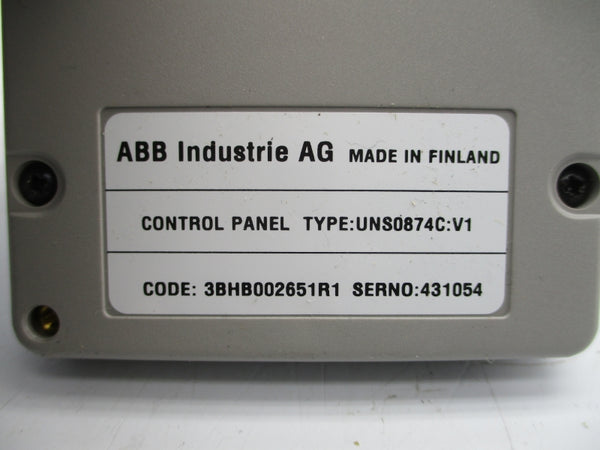 ABB Industrie AG MADE IN FINLAND
CONTROL PANEL TYPE:UNS0874C:V1
CODE: 3BHB002651R1 SERNO:431054